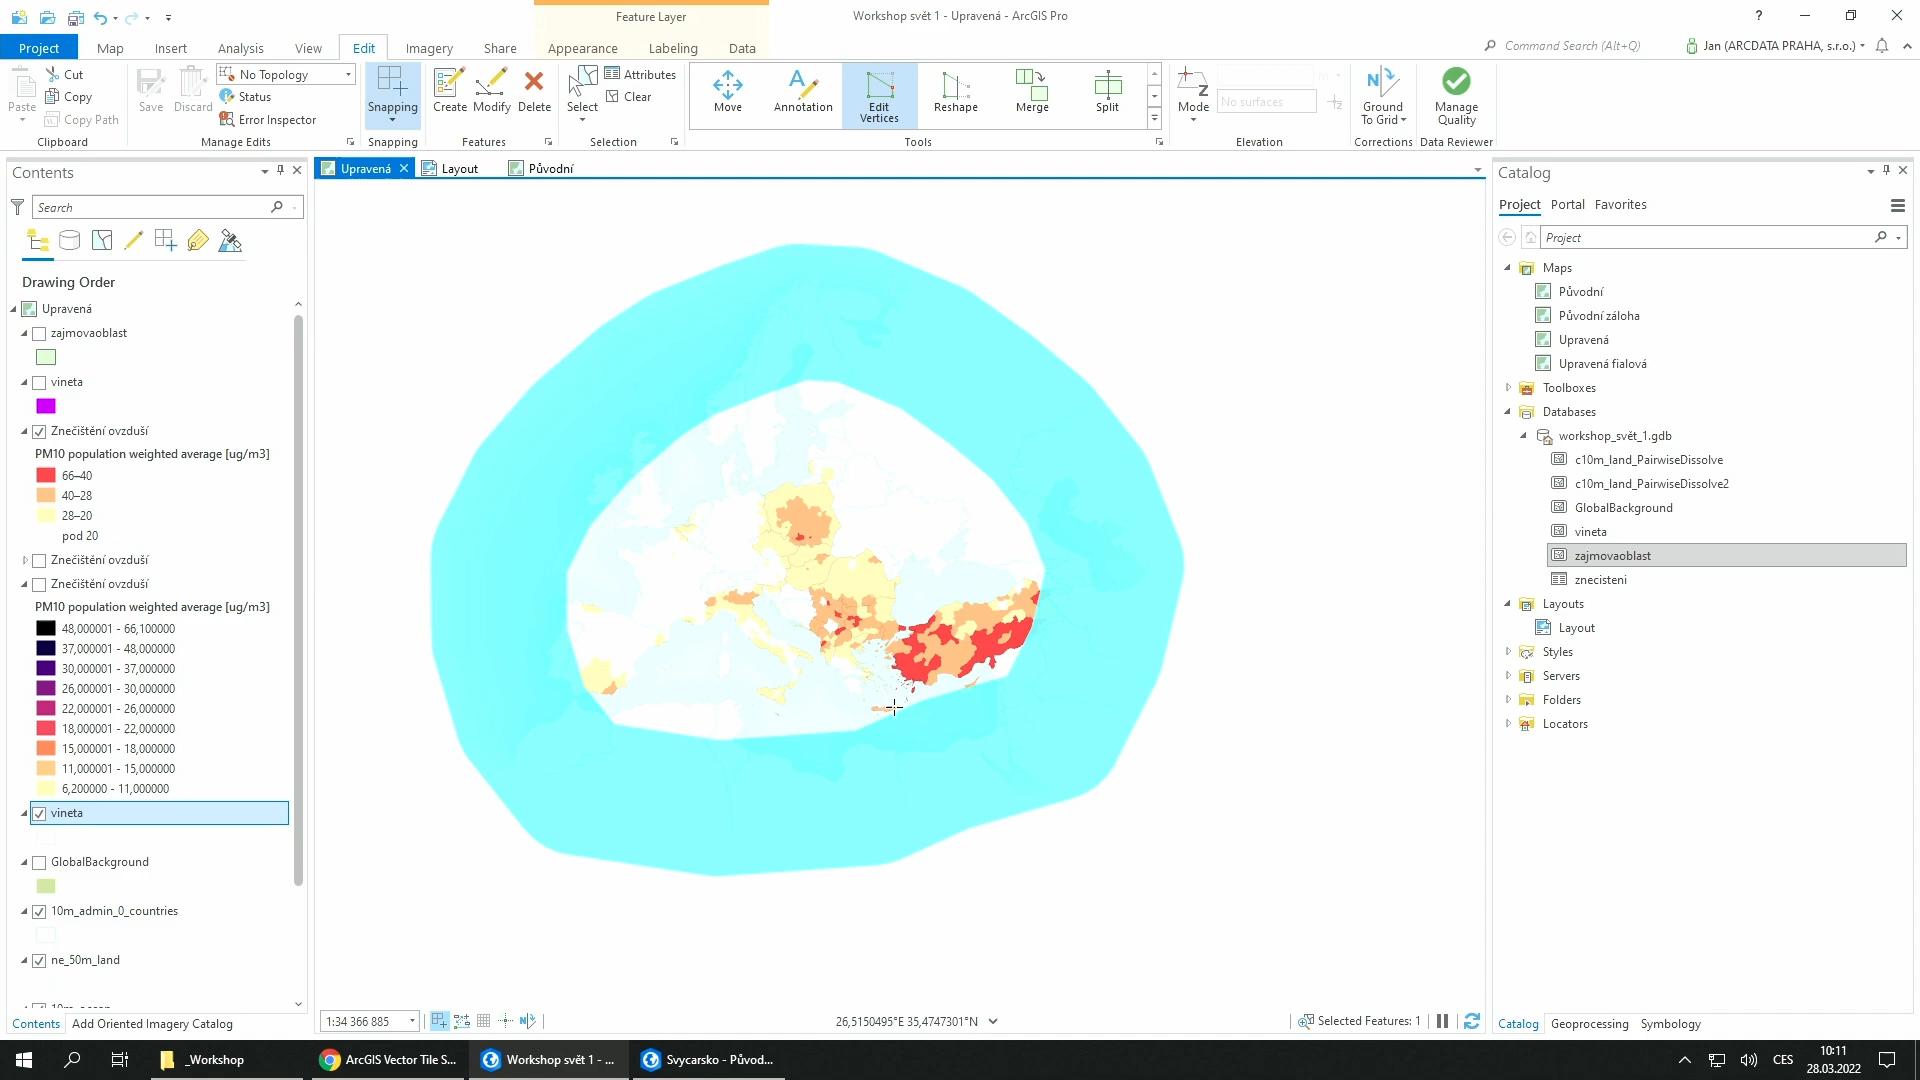 Feature Layer
Workshop svět 1 - Upravená - ArcGIS Pro
?
Project
Map
Insert
Analysis
View
Edit
Imagery
Share
Appearance
Labeling
Data
Command Search (Alt+Q)
Jan (ARCDATA PRAHA, s.r.o.)
Paste
Cut
Copy
Copy Path
Clipboard
Save
Discard
No Topology
Status
Error Inspector
Manage Edits
Snapping
Snapping
Create
Modify
Delete
Features
Select
Attributes
Clear
Selection
Move
Annotation
Edit
Vertices
Reshape
Merge
Split
Tools
Mode
No surfaces
Elevation
Ground
To Grid
Corrections
Manage
Quality
Data Reviewer
Contents
Search
Drawing Order
Upravená
zajmovaoblast
vineta
Znečištění ovzduší
PM10 population weighted average [ug/m3]
66–40
40–28
28–20
pod 20
Znečištění ovzduší
Znečištění ovzduší
PM10 population weighted average [ug/m3]
48,000001 - 66,100000
37,000001 - 48,000000
30,000001 - 37,000000
26,000001 - 30,000000
22,000001 - 26,000000
18,000001 - 22,000000
15,000001 - 18,000000
11,000001 - 15,000000
6,200000 - 11,000000
vineta
GlobalBackground
10m_admin_0_countries
ne_50m_land
Contents
Add Oriented Imagery Catalog
Upravená
Layout
Původní
1:34 366 885
26,5150495°E 35,4747301°N
Selected Features: 1
Catalog
Project
Portal
Favorites
Project
Maps
Původní
Původní záloha
Upravená
Upravená fialová
Toolboxes
Databases
workshop_svět_1.gdb
c10m_land_PairwiseDissolve
c10m_land_PairwiseDissolve2
GlobalBackground
vineta
zajmovaoblast
znecisteni
Layouts
Layout
Styles
Servers
Folders
Locators
Catalog
Geoprocessing
Symbology
_Workshop
ArcGIS Vector Tile S...
Workshop svět 1 - ...
Svycarsko - Původ...
CES
10:11
28.03.2022